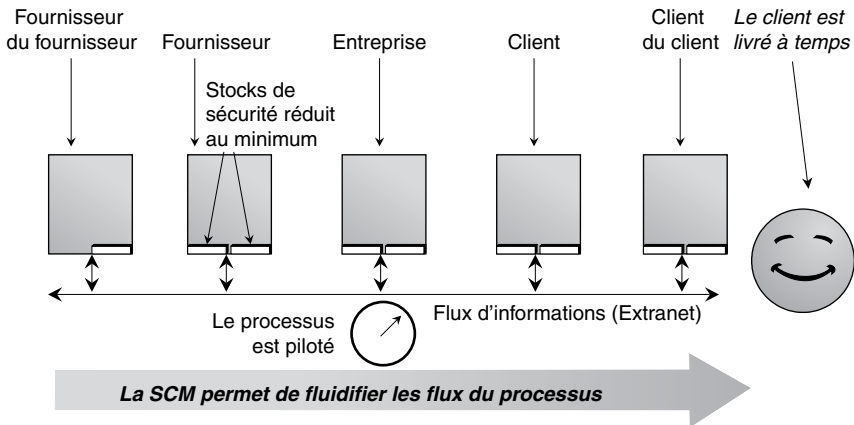 Fournisseur
du fournisseur
Fournisseur
Entreprise
Client
Client
du client
Le client est
livré à temps
Stocks de
sécurité réduit
au minimum
Flux d'informations (Extranet)
Le processus
est piloté
La SCM permet de fluidifier les flux du processus